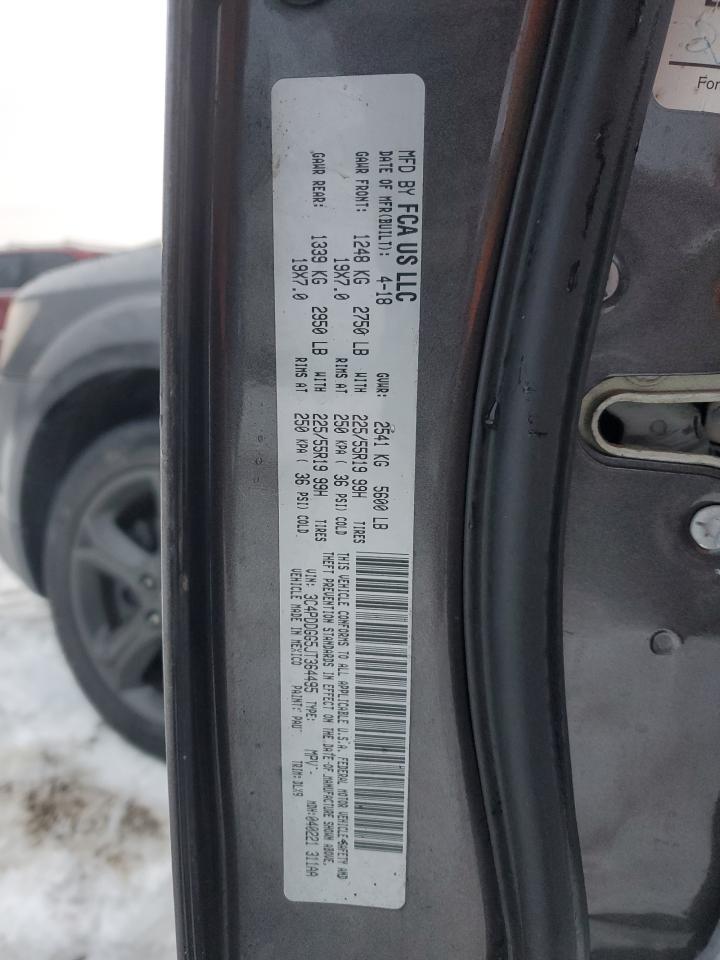 MFD BY FCA US LLC
DATE OF MFR(BUILT): 4-18 GVWR: 2541 KG 5600 LB
GAWR FRONT: 1248 KG 2750 LB WITH 225/55R19 99H TIRES
19X7.0 RIMS AT 250 KPA ( 36 PSI) COLD
GAWR REAR: 1339 KG 2950 LB WITH 225/55R19 99H TIRES
19X7.0 RIMS AT 250 KPA ( 36 PSI) COLD
THIS VEHICLE CONFORMS TO ALL APPLICABLE U.S.A. FEDERAL MOTOR VEHICLE SAFETY AND
THEFT PREVENTION STANDARDS IN EFFECT ON THE DATE OF MANUFACTURE SHOWN ABOVE.
VIN: 3C4PDDGG5JT364495 TYPE: MPV MDH: 040221 311AA
VEHICLE MADE IN MEXICO PAINT: PAU TRIM: DLX9
For